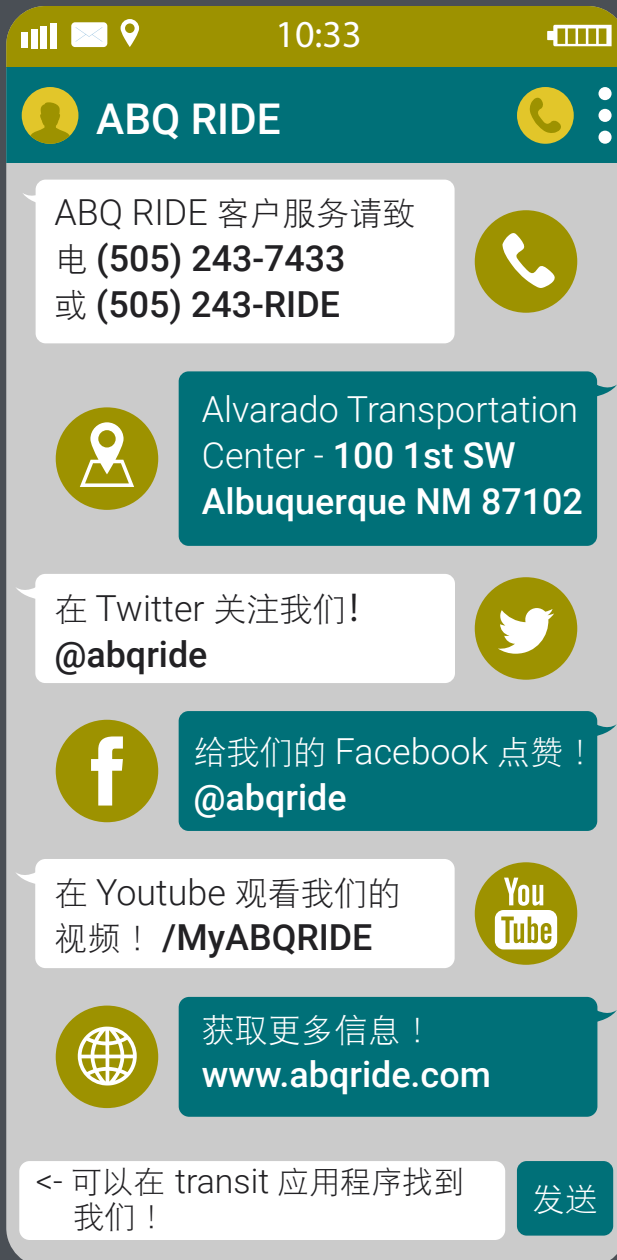 10:33
ABQ RIDE
ABQ RIDE 客户服务请致
电 (505) 243-7433
或 (505) 243-RIDE
Alvarado Transportation
Center - 100 1st SW
Albuquerque NM 87102
在 Twitter 关注我们!
@abqride
给我们的 Facebook 点赞！
@abqride
在 Youtube 观看我们的
视频！ /MyABQRIDE
You
Tube
获取更多信息！
www.abqride.com
<- 可以在 transit 应用程序找到
我们！
发送